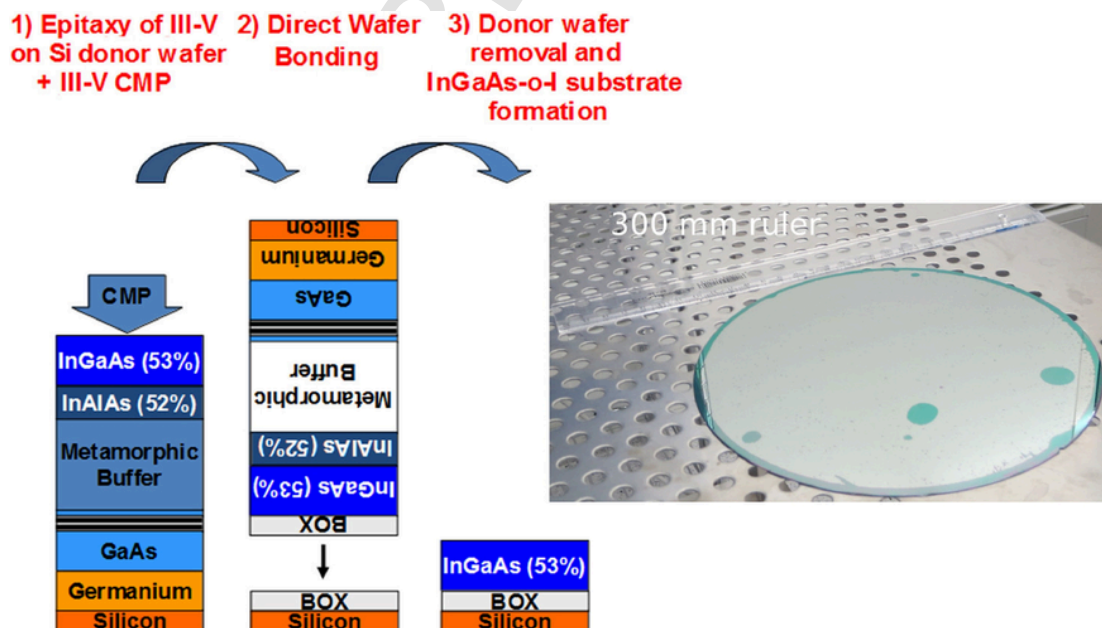 1) Epitaxy of III-V
on Si donor wafer
+ III-V CMP
2) Direct Wafer
Bonding
3) Donor wafer
removal and
InGaAs-o-I substrate
formation
CMP
InGaAs (53%)
InAlAs (52%)
Metamorphic
Buffer
GaAs
Germanium
Silicon
Silicon
Germanium
GaAs
Metamorphic
Buffer
InAlAs (52%)
InGaAs (53%)
BOX
BOX
Silicon
InGaAs (53%)
BOX
Silicon
300 mm ruler